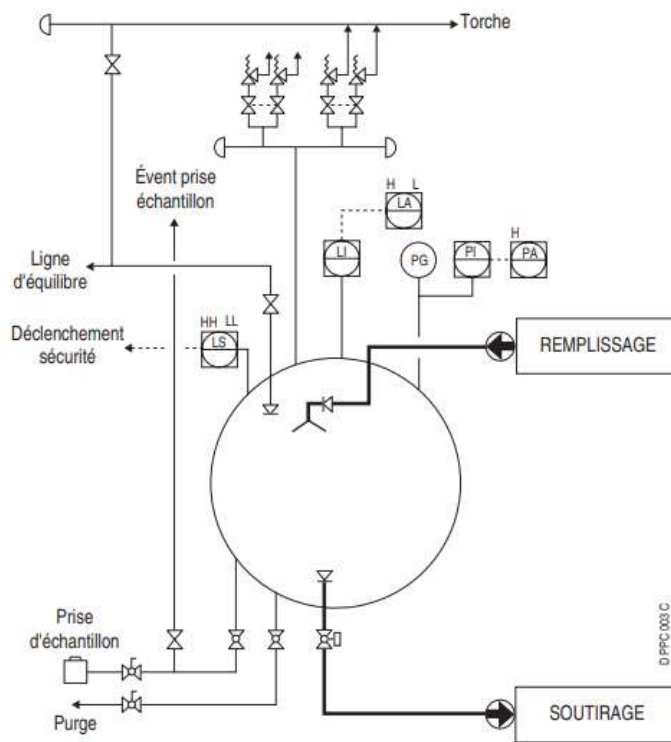 Torche
Évent prise
échantillon
H L
LA
H
LI
PG
PI
PA
Ligne
d'équilibre
HH LL
Déclenchement
sécurité
LS
REMPLISSAGE
Prise
d'échantillon
Purge
SOUTIRAGE
D PPC 003 C